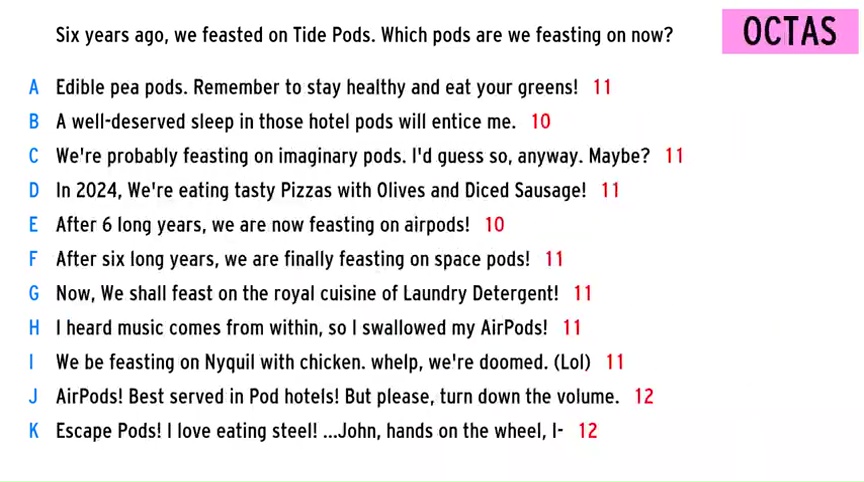 Six years ago, we feasted on Tide Pods. Which pods are we feasting on now?
OCTAS
A Edible pea pods. Remember to stay healthy and eat your greens! 11
B A well-deserved sleep in those hotel pods will entice me. 10
C We're probably feasting on imaginary pods. I'd guess so, anyway. Maybe? 11
D In 2024, We're eating tasty Pizzas with Olives and Diced Sausage! 11
E After 6 long years, we are now feasting on airpods! 10
F After six long years, we are finally feasting on space pods! 11
G Now, We shall feast on the royal cuisine of Laundry Detergent! 11
H I heard music comes from within, so I swallowed my AirPods! 11
I We be feasting on Nyquil with chicken. whelp, we're doomed. (Lol) 11
J AirPods! Best served in Pod hotels! But please, turn down the volume. 12
K Escape Pods! I love eating steel! ...John, hands on the wheel, I- 12